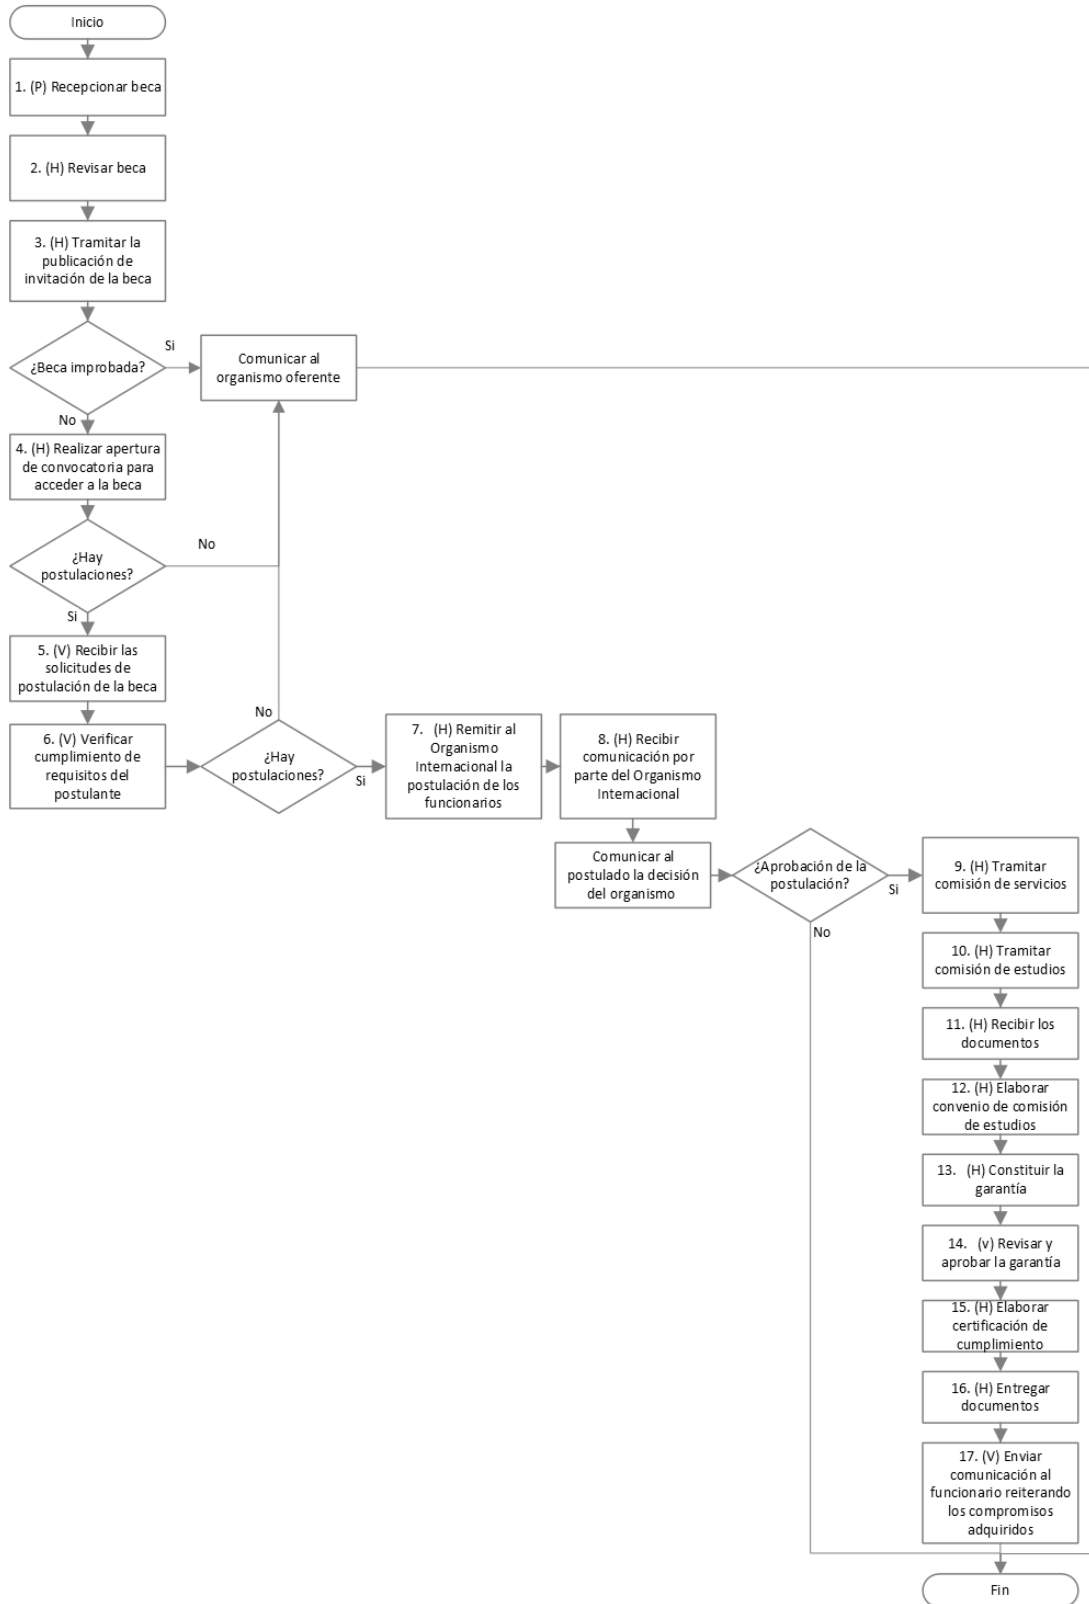 Inicio
1. (P) Recepcionar beca
2. (H) Revisar beca
3. (H) Tramitar la
publicación de
invitación de la beca
¿Beca improbada?
Si
Comunicar al
organismo oferente
No
4. (H) Realizar apertura
de convocatoria para
acceder a la beca
¿Hay
postulaciones?
No
Si
5. (V) Recibir las
solicitudes de
postulación de la beca
6. (V) Verificar
cumplimiento de
requisitos del
postulante
No
¿Hay
postulaciones?
Si
7. (H) Remitir al
Organismo
Internacional la
postulación de los
funcionarios
8. (H) Recibir
comunicación por
parte del Organismo
Internacional
Comunicar al
postulado la decisión
del organismo
¿Aprobación de la
postulación?
Si
No
9. (H) Tramitar
comisión de servicios
10. (H) Tramitar
comisión de estudios
11. (H) Recibir los
documentos
12. (H) Elaborar
convenio de comisión
de estudios
13. (H) Constituir la
garantía
14. (v) Revisar y
aprobar la garantía
15. (H) Elaborar
certificación de
cumplimiento
16. (H) Entregar
documentos
17. (V) Enviar
comunicación al
funcionario reiterando
los compromisos
adquiridos
Fin